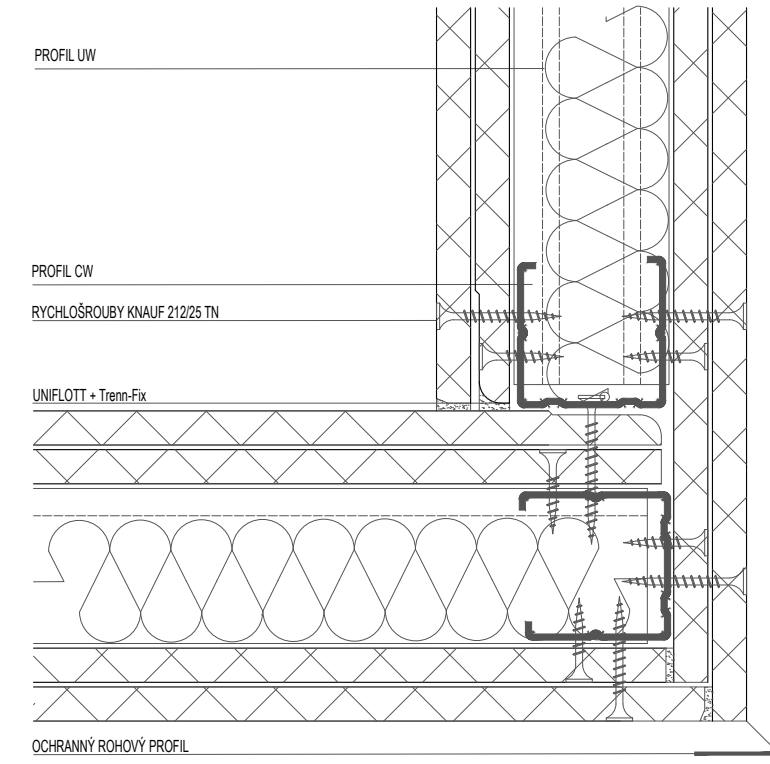 PROFIL UW
PROFIL CW
RYCHLOŠROUBY KNAUF 212/25 TN
UNIFLOTT + Trenn-Fix
OCHRANNÝ ROHOVÝ PROFIL